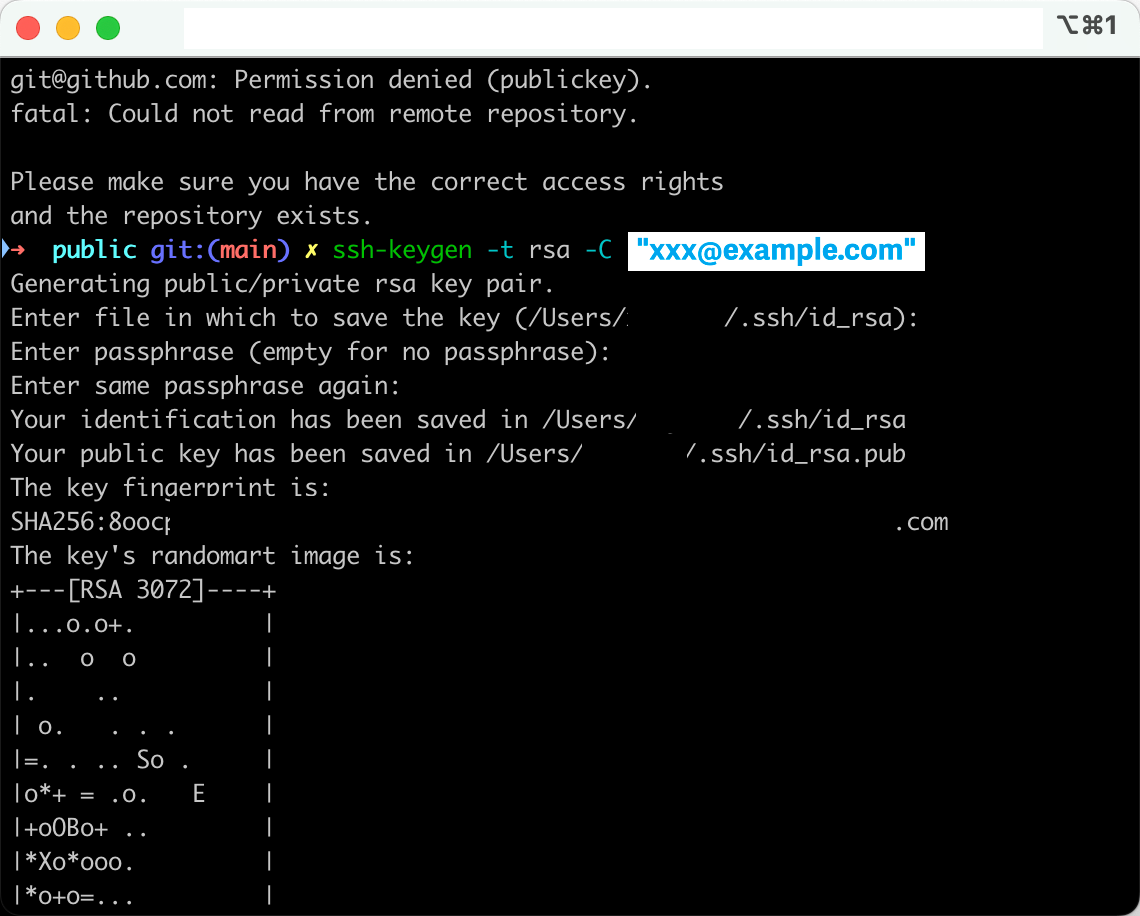 ⌥⌘1
git@github.com: Permission denied (publickey).
fatal: Could not read from remote repository.
Please make sure you have the correct access rights
and the repository exists.
➜  public git:(main) ✗ ssh-keygen -t rsa -C "xxx@example.com"
Generating public/private rsa key pair.
Enter file in which to save the key (/Users/ /.ssh/id_rsa):
Enter passphrase (empty for no passphrase):
Enter same passphrase again:
Your identification has been saved in /Users/ /.ssh/id_rsa
Your public key has been saved in /Users/ /.ssh/id_rsa.pub
The key fingerprint is:
SHA256:8ooc .com
The key's randomart image is:
+---[RSA 3072]----+
|...o.o+.         |
|..  o  o         |
|.    ..          |
| o.   . . .      |
|=. . .. So .     |
|o*+ = .o.   E    |
|+oOBo+ ..        |
|*Xo*ooo.         |
|*o+o=...         |